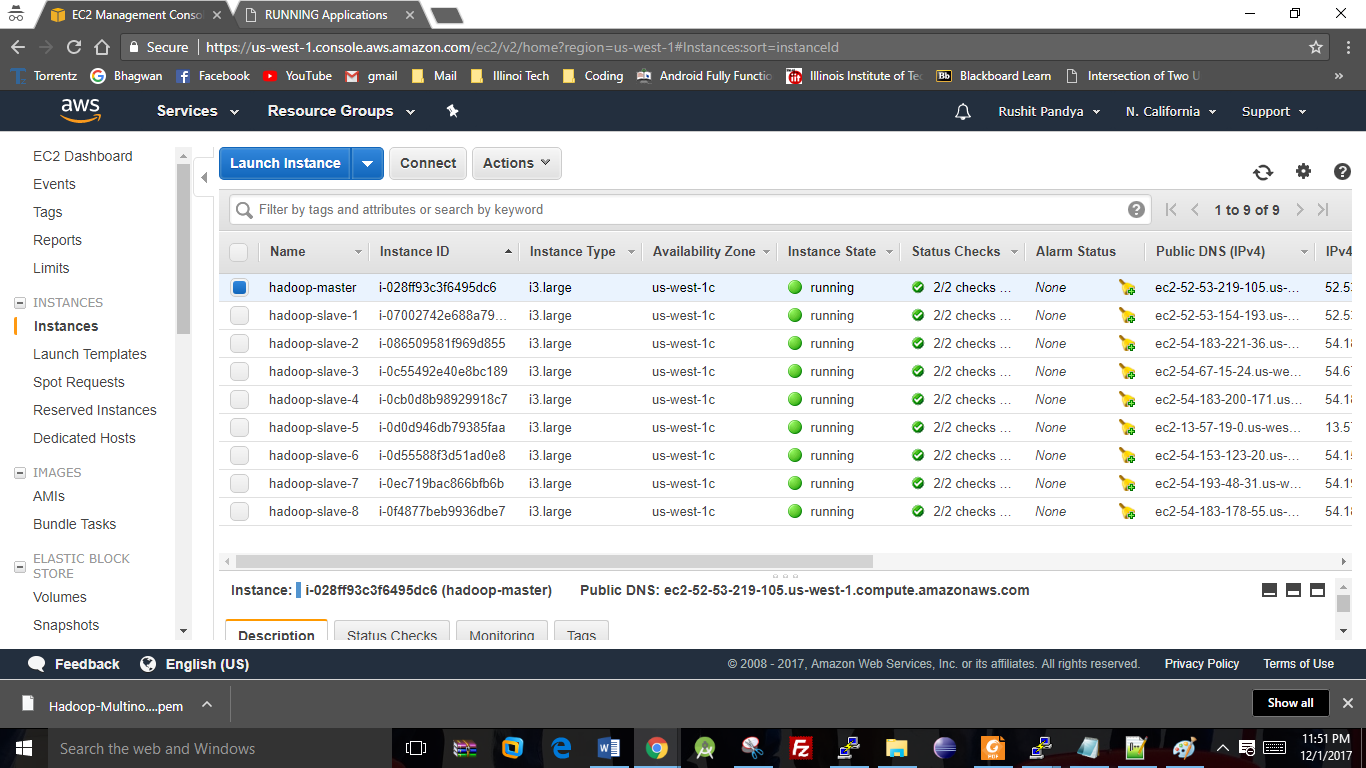 EC2 Management Conso
RUNNING Applications
Secure
https://us-west-1.console.aws.amazon.com/ec2/v2/home?region=us-west-1#Instances:sort=instanceId
Torrentz Bhagwan Facebook YouTube gmail Mail Illinoi Tech Coding Android Fully Functio Illinois Institute of Te Bb Blackboard Learn Intersection of Two U »
aws Services Resource Groups Rushit Pandya N. California Support
EC2 Dashboard
Events
Tags
Reports
Limits
INSTANCES
Instances
Launch Templates
Spot Requests
Reserved Instances
Dedicated Hosts
IMAGES
AMIs
Bundle Tasks
ELASTIC BLOCK
STORE
Volumes
Snapshots
Launch Instance Connect Actions
Filter by tags and attributes or search by keyword
1 to 9 of 9
Name Instance ID Instance Type Availability Zone Instance State Status Checks Alarm Status Public DNS (IPv4) IPv4
hadoop-master i-028ff93c3f6495dc6 i3.large us-west-1c running 2/2 checks ... None ec2-52-53-219-105.us-... 52.53
hadoop-slave-1 i-07002742e688a79... i3.large us-west-1c running 2/2 checks ... None ec2-52-53-154-193.us-... 52.53
hadoop-slave-2 i-086509581f969d855 i3.large us-west-1c running 2/2 checks ... None ec2-54-183-221-36.us-... 54.18
hadoop-slave-3 i-0c55492e40e8bc189 i3.large us-west-1c running 2/2 checks ... None ec2-54-67-15-24.us-we... 54.67
hadoop-slave-4 i-0cb0d8b98929918c7 i3.large us-west-1c running 2/2 checks ... None ec2-54-183-200-171.us... 54.18
hadoop-slave-5 i-0d0d946db79385faa i3.large us-west-1c running 2/2 checks ... None ec2-13-57-19-0.us-wes... 13.57
hadoop-slave-6 i-0d55588f3d51ad0e8 i3.large us-west-1c running 2/2 checks ... None ec2-54-153-123-20.us-... 54.15
hadoop-slave-7 i-0ec719bac866bfb6b i3.large us-west-1c running 2/2 checks ... None ec2-54-193-48-31.us-w... 54.19
hadoop-slave-8 i-0f4877beb9936dbe7 i3.large us-west-1c running 2/2 checks ... None ec2-54-183-178-55.us-... 54.18
Instance: i-028ff93c3f6495dc6 (hadoop-master) Public DNS: ec2-52-53-219-105.us-west-1.compute.amazonaws.com
Description Status Checks Monitoring Tags
Feedback English (US) © 2008 - 2017, Amazon Web Services, Inc. or its affiliates. All rights reserved. Privacy Policy Terms of Use
Hadoop-Multino....pem Show all
Search the web and Windows
11:51 PM
12/1/2017